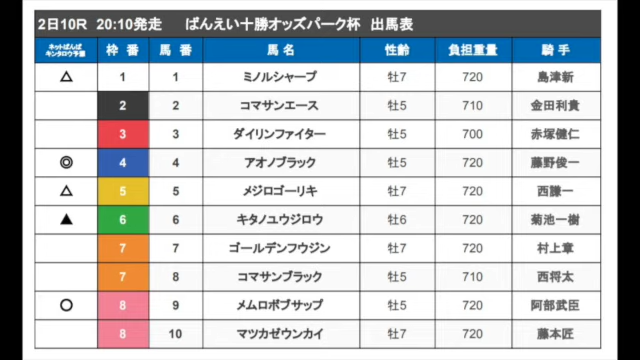 2日10R 20:10発走 ばんえい十勝オッズパーク杯 出馬表
ネットばんば キンタロウ予想 枠番 馬番 馬名 性齢 負担重量 騎手
△ 1 1 ミノルシャープ 牡7 720 島津新
2 2 コマサンエース 牡5 710 金田利貴
3 3 ダイリンファイター 牡5 700 赤塚健仁
◎ 4 4 アオノブラック 牡5 720 藤野俊一
△ 5 5 メジロゴーリキ 牡7 720 西謙一
▲ 6 6 キタノユウジロウ 牡6 720 菊池一樹
7 7 ゴールデンフウジン 牡7 720 村上章
7 8 コマサンブラック 牡5 710 西将太
○ 8 9 メムロボブサップ 牡5 720 阿部武臣
8 10 マツカゼウンカイ 牡7 720 藤本匠